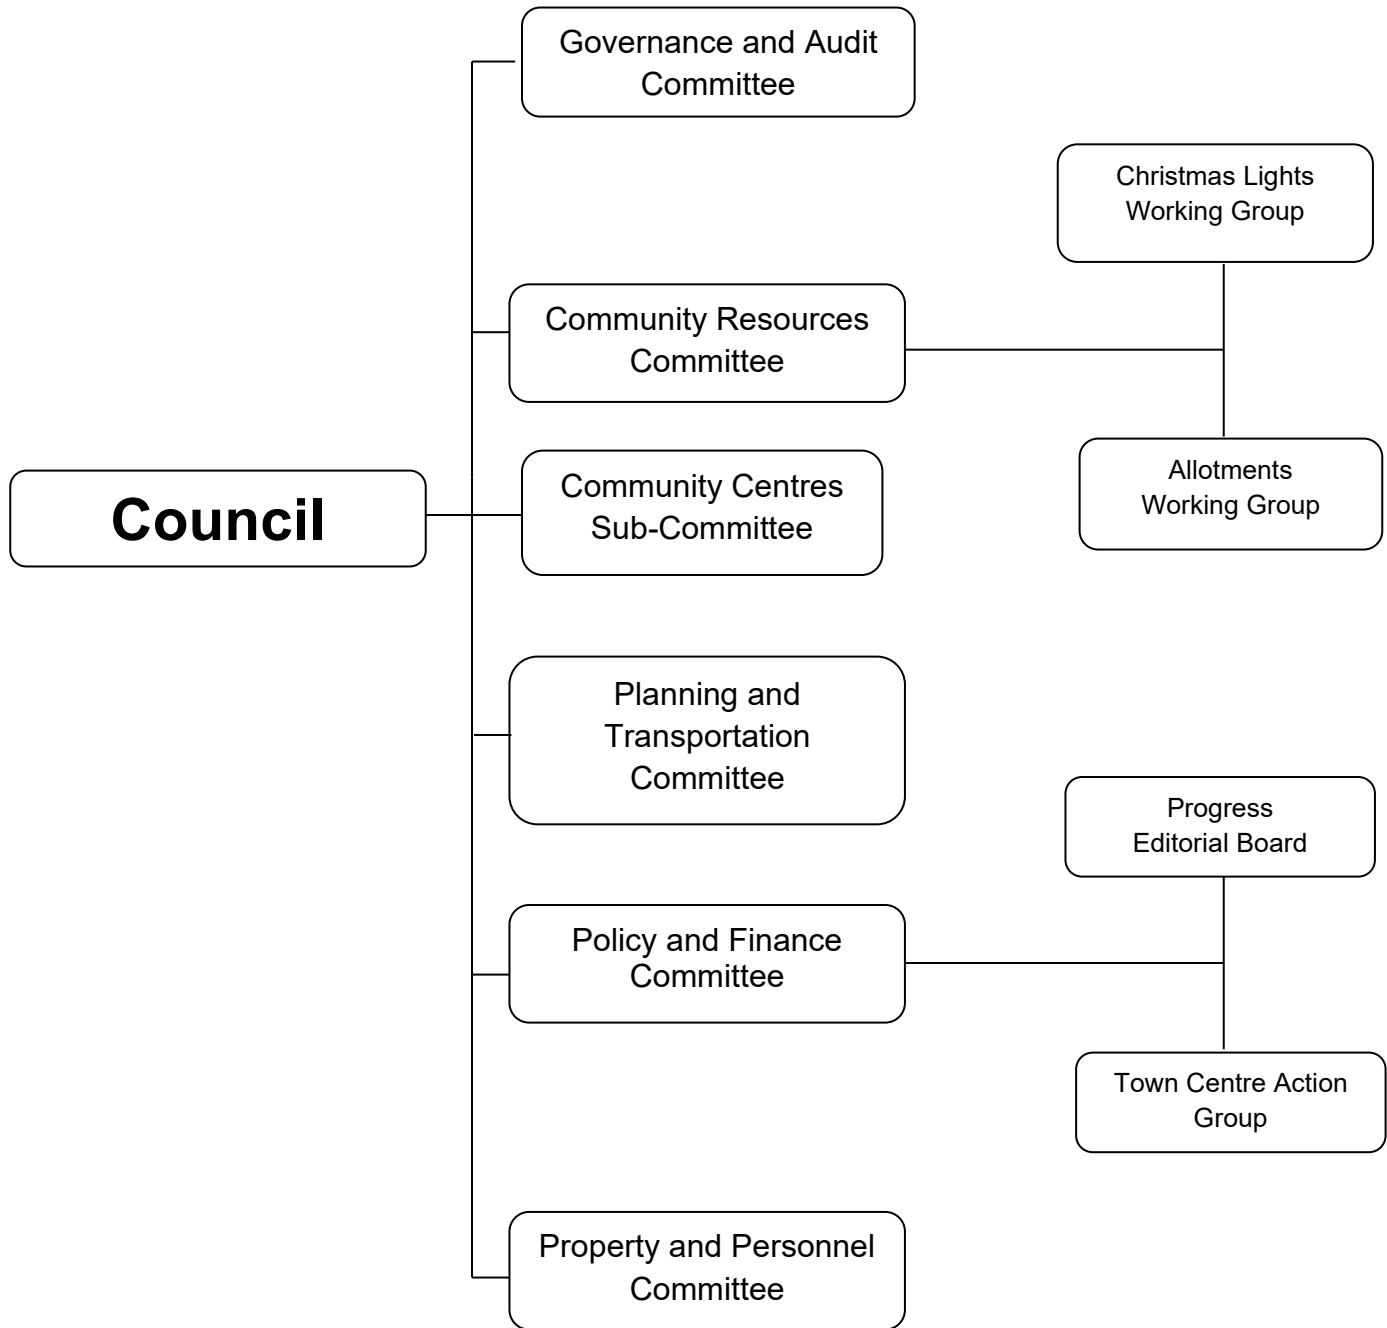 Governance and Audit
Committee
Christmas Lights
Working Group
Community Resources
Committee
Allotments
Working Group
Council
Community Centres
Sub-Committee
Planning and
Transportation
Committee
Progress
Editorial Board
Policy and Finance
Committee
Town Centre Action
Group
Property and Personnel
Committee